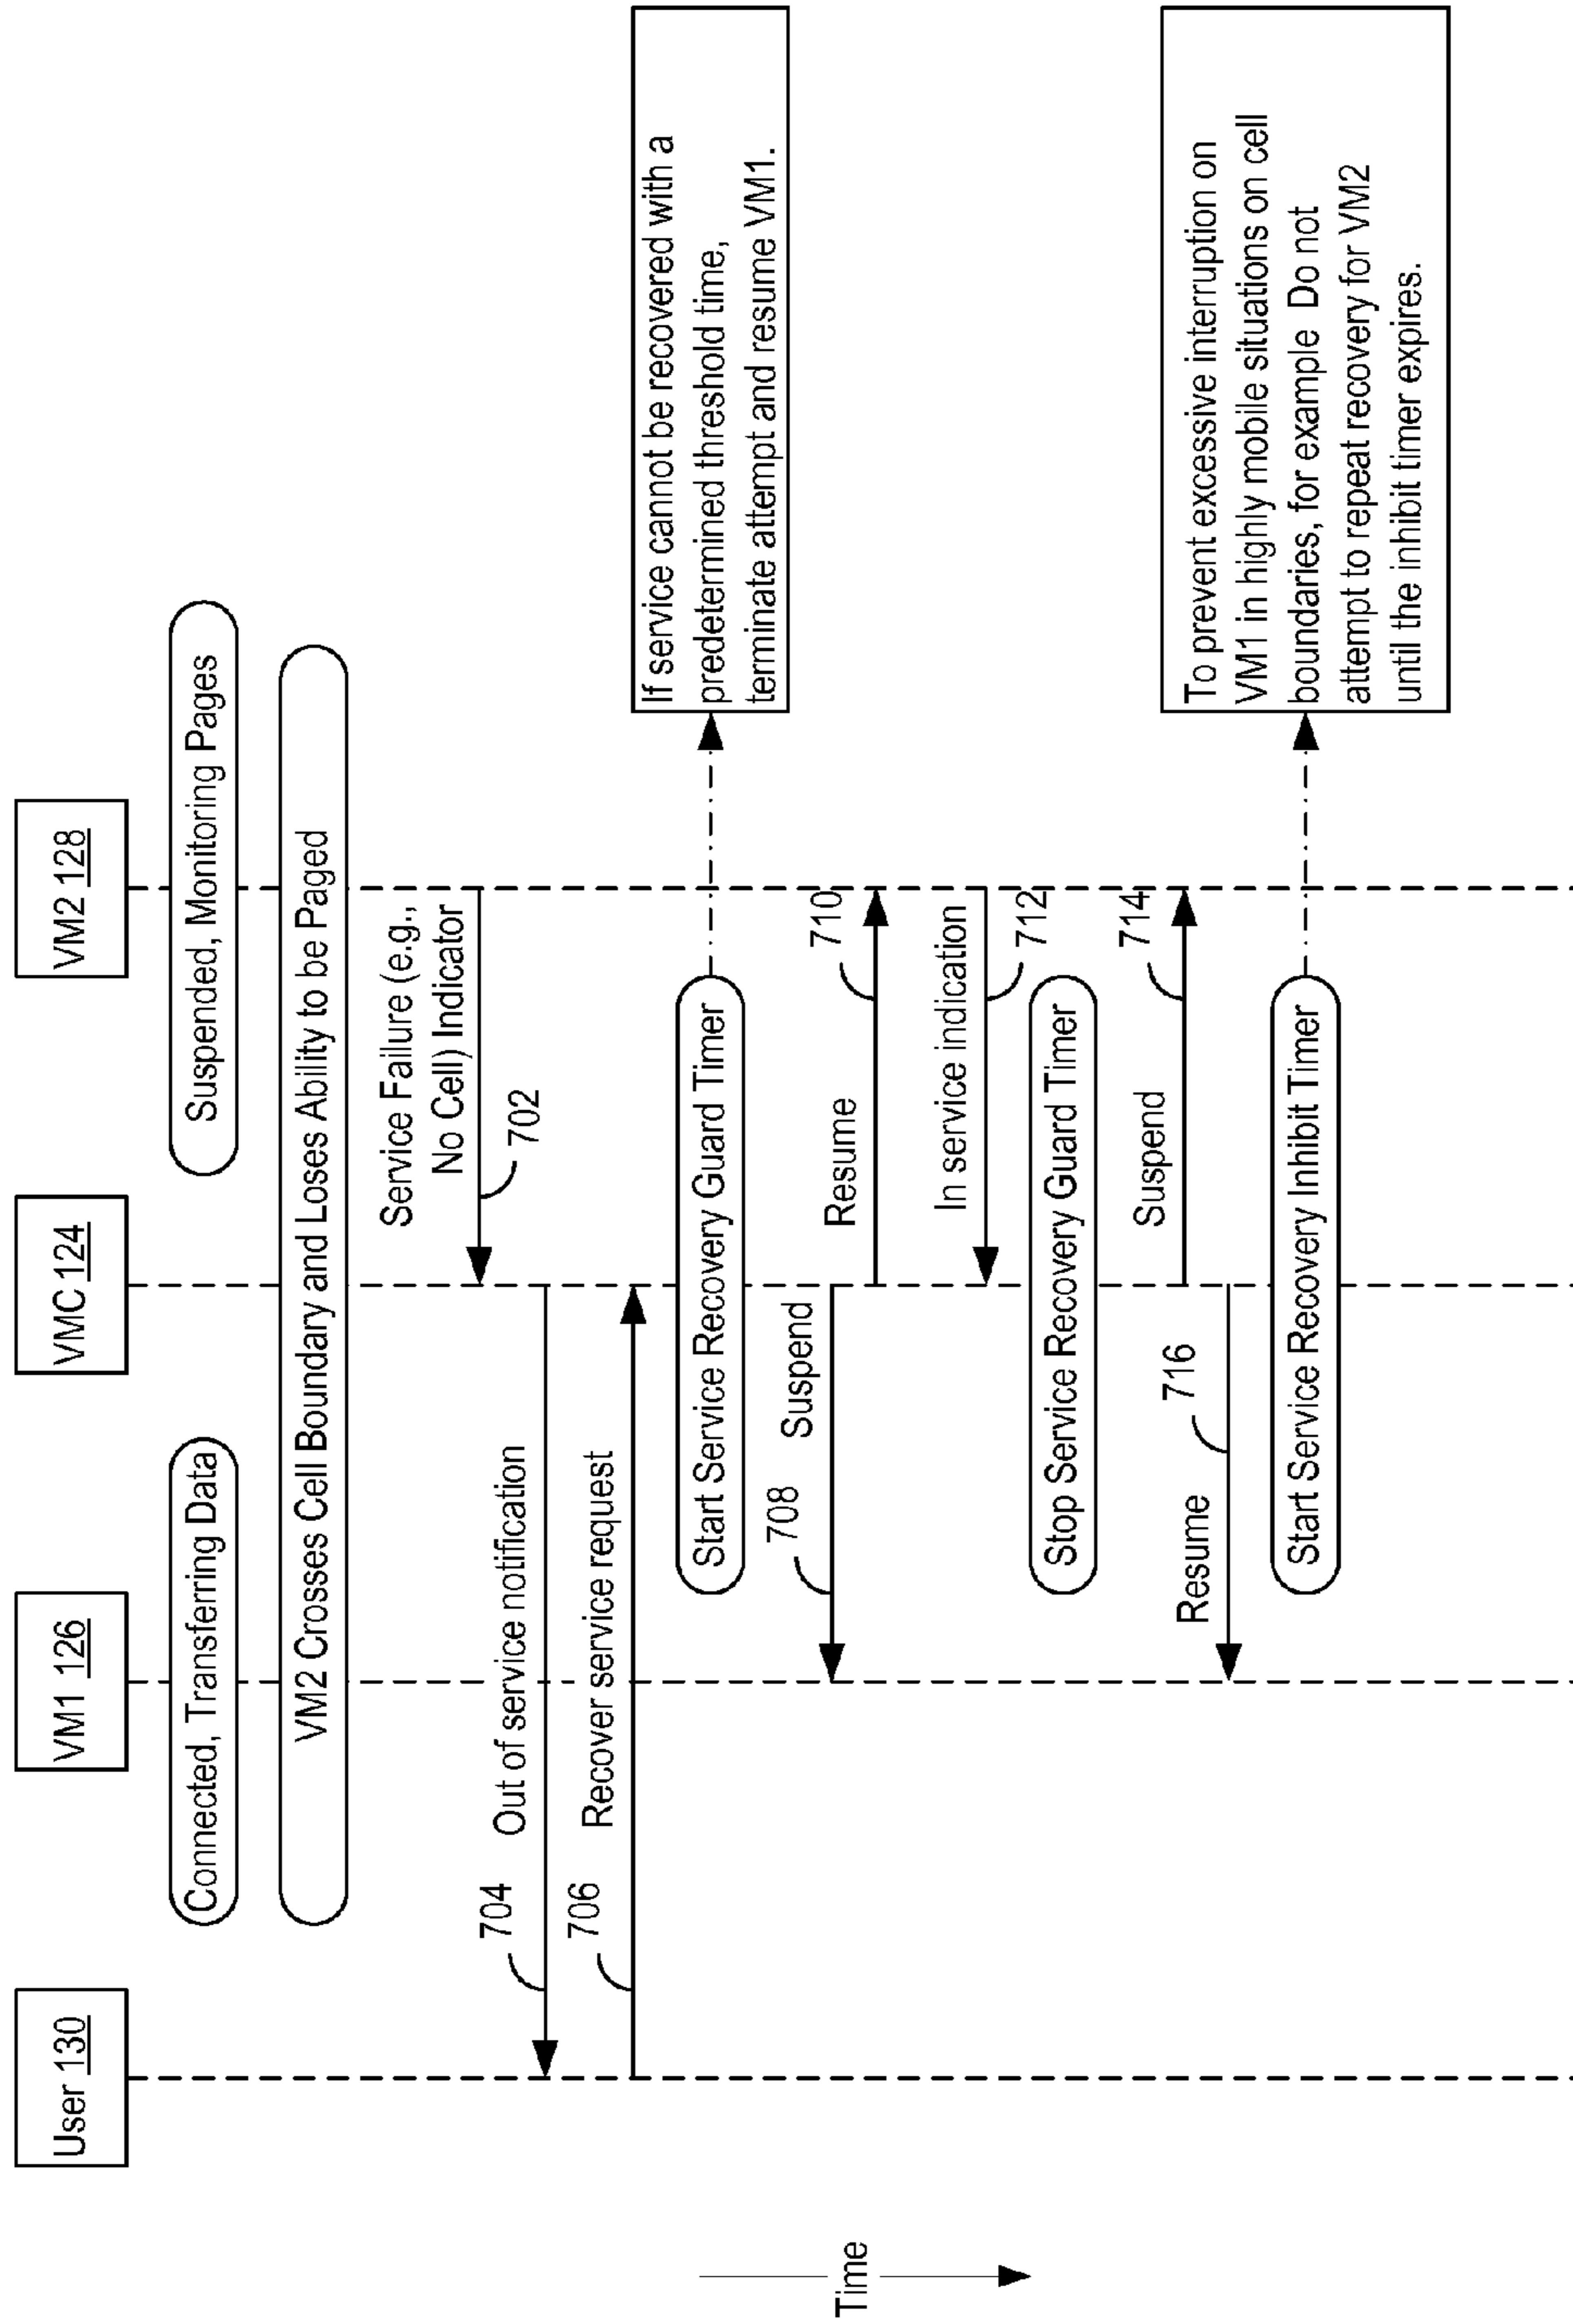 User 130
VM1 126
VMC 124
VM2 128
Connected, Transferring Data
Suspended, Monitoring Pages
VM2 Crosses Cell Boundary and Loses Ability to be Paged
Service Failure (e.g.,
No Cell) Indicator
702
704
Out of service notification
706
Recover service request
Start Service Recovery Guard Timer
If service cannot be recovered with a
predetermined threshold time,
terminate attempt and resume VM1.
708
Suspend
Resume
710
In service indication
712
Stop Service Recovery Guard Timer
Suspend
714
Resume
716
Start Service Recovery Inhibit Timer
To prevent excessive interruption on
VM1 in highly mobile situations on cell
boundaries, for example Do not
attempt to repeat recovery for VM2
until the inhibit timer expires.
Time